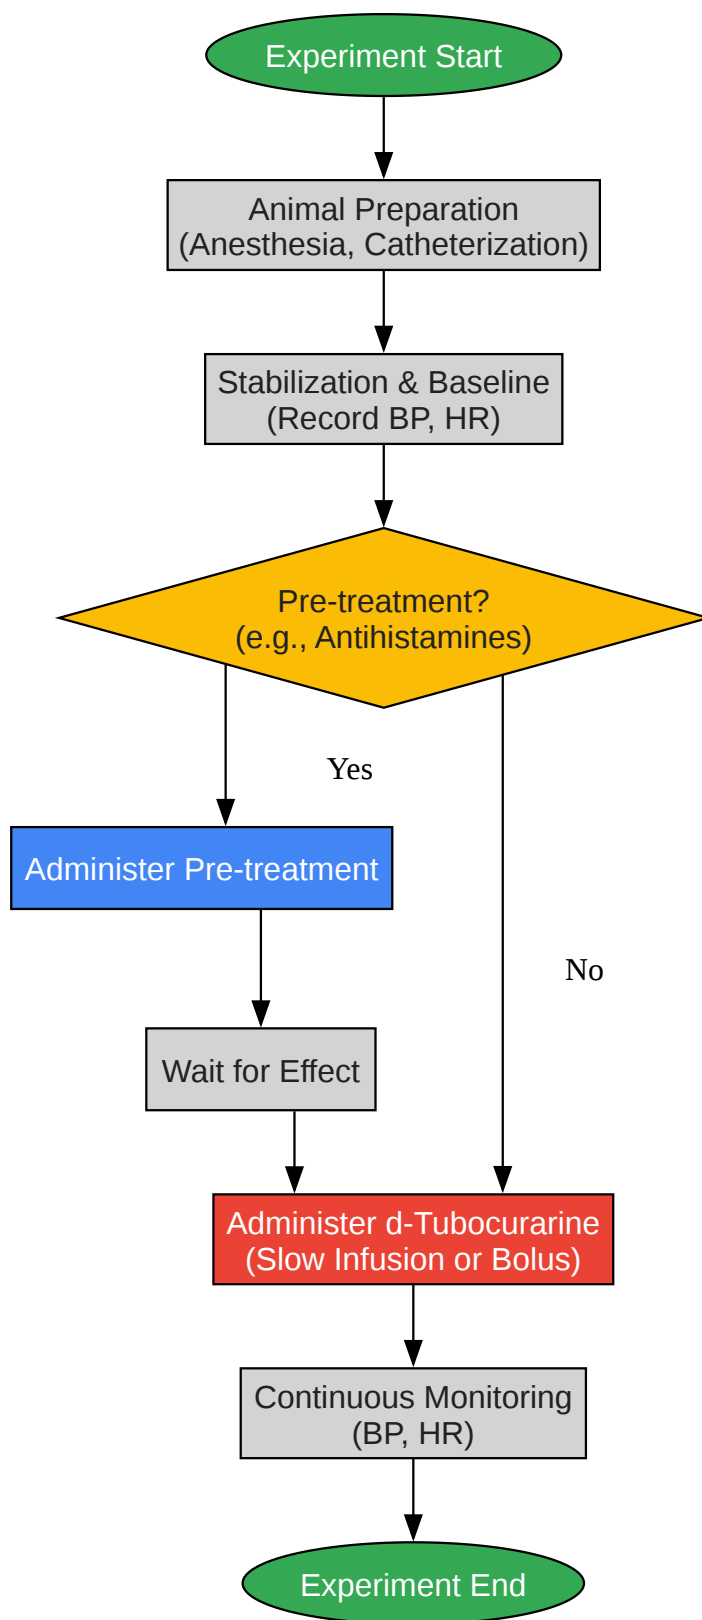 Experiment Start
Animal Preparation
(Anesthesia, Catheterization)
Stabilization & Baseline
(Record BP, HR)
Pre-treatment?
(e.g., Antihistamines)
Yes
Administer Pre-treatment
No
Wait for Effect
Administer d-Tubocurarine
(Slow Infusion or Bolus)
Continuous Monitoring
(BP, HR)
Experiment End